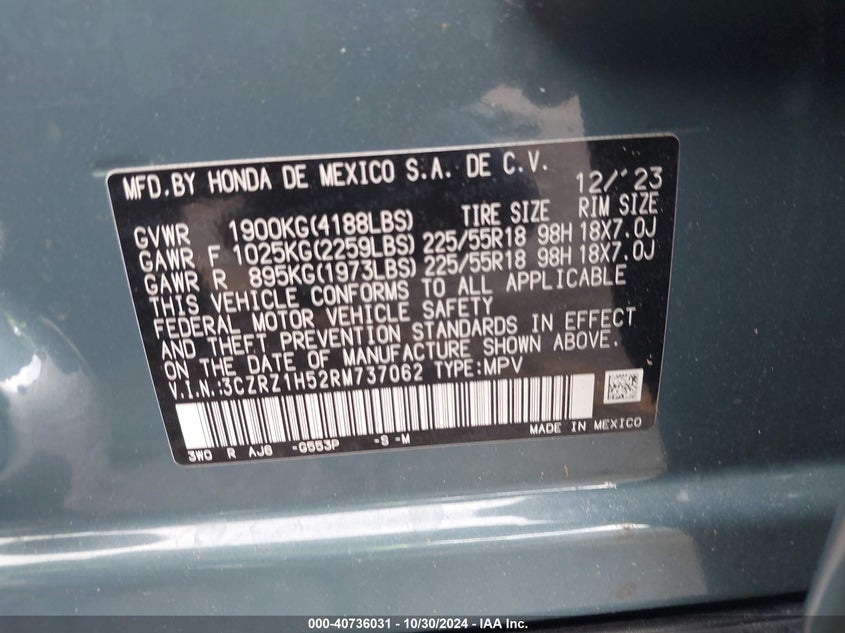 MFD.BY HONDA DE MEXICO S.A. DE C.V. 12/'23
GVWR 1900KG(4188LBS) TIRE SIZE RIM SIZE
GAWR F 1025KG(2259LBS) 225/55R18 98H 18X7.0J
GAWR R 895KG(1973LBS) 225/55R18 98H 18X7.0J
THIS VEHICLE CONFORMS TO ALL APPLICABLE
FEDERAL MOTOR VEHICLE SAFETY
AND THEFT PREVENTION STANDARDS IN EFFECT
ON THE DATE OF MANUFACTURE SHOWN ABOVE.
V.I.N.:3CZRZ1H52RM737062 TYPE:MPV
3W0 R AJ6 -G553P -S -M MADE IN MEXICO
000-40736031 - 10/30/2024 - IAA Inc.